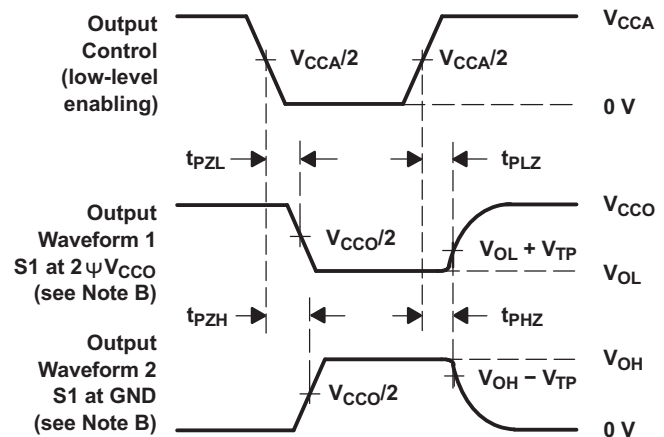 Output
Control
(low-level
enabling)
V_CCA
V_CCA/2
V_CCA/2
0 V
t_PZL
t_PLZ
Output
Waveform 1
S1 at 2 ψ V_CCO
(see Note B)
V_CCO
V_CCO/2
V_OL + V_TP
V_OL
t_PZH
t_PHZ
Output
Waveform 2
S1 at GND
(see Note B)
V_OH
V_CCO/2
V_OH − V_TP
0 V